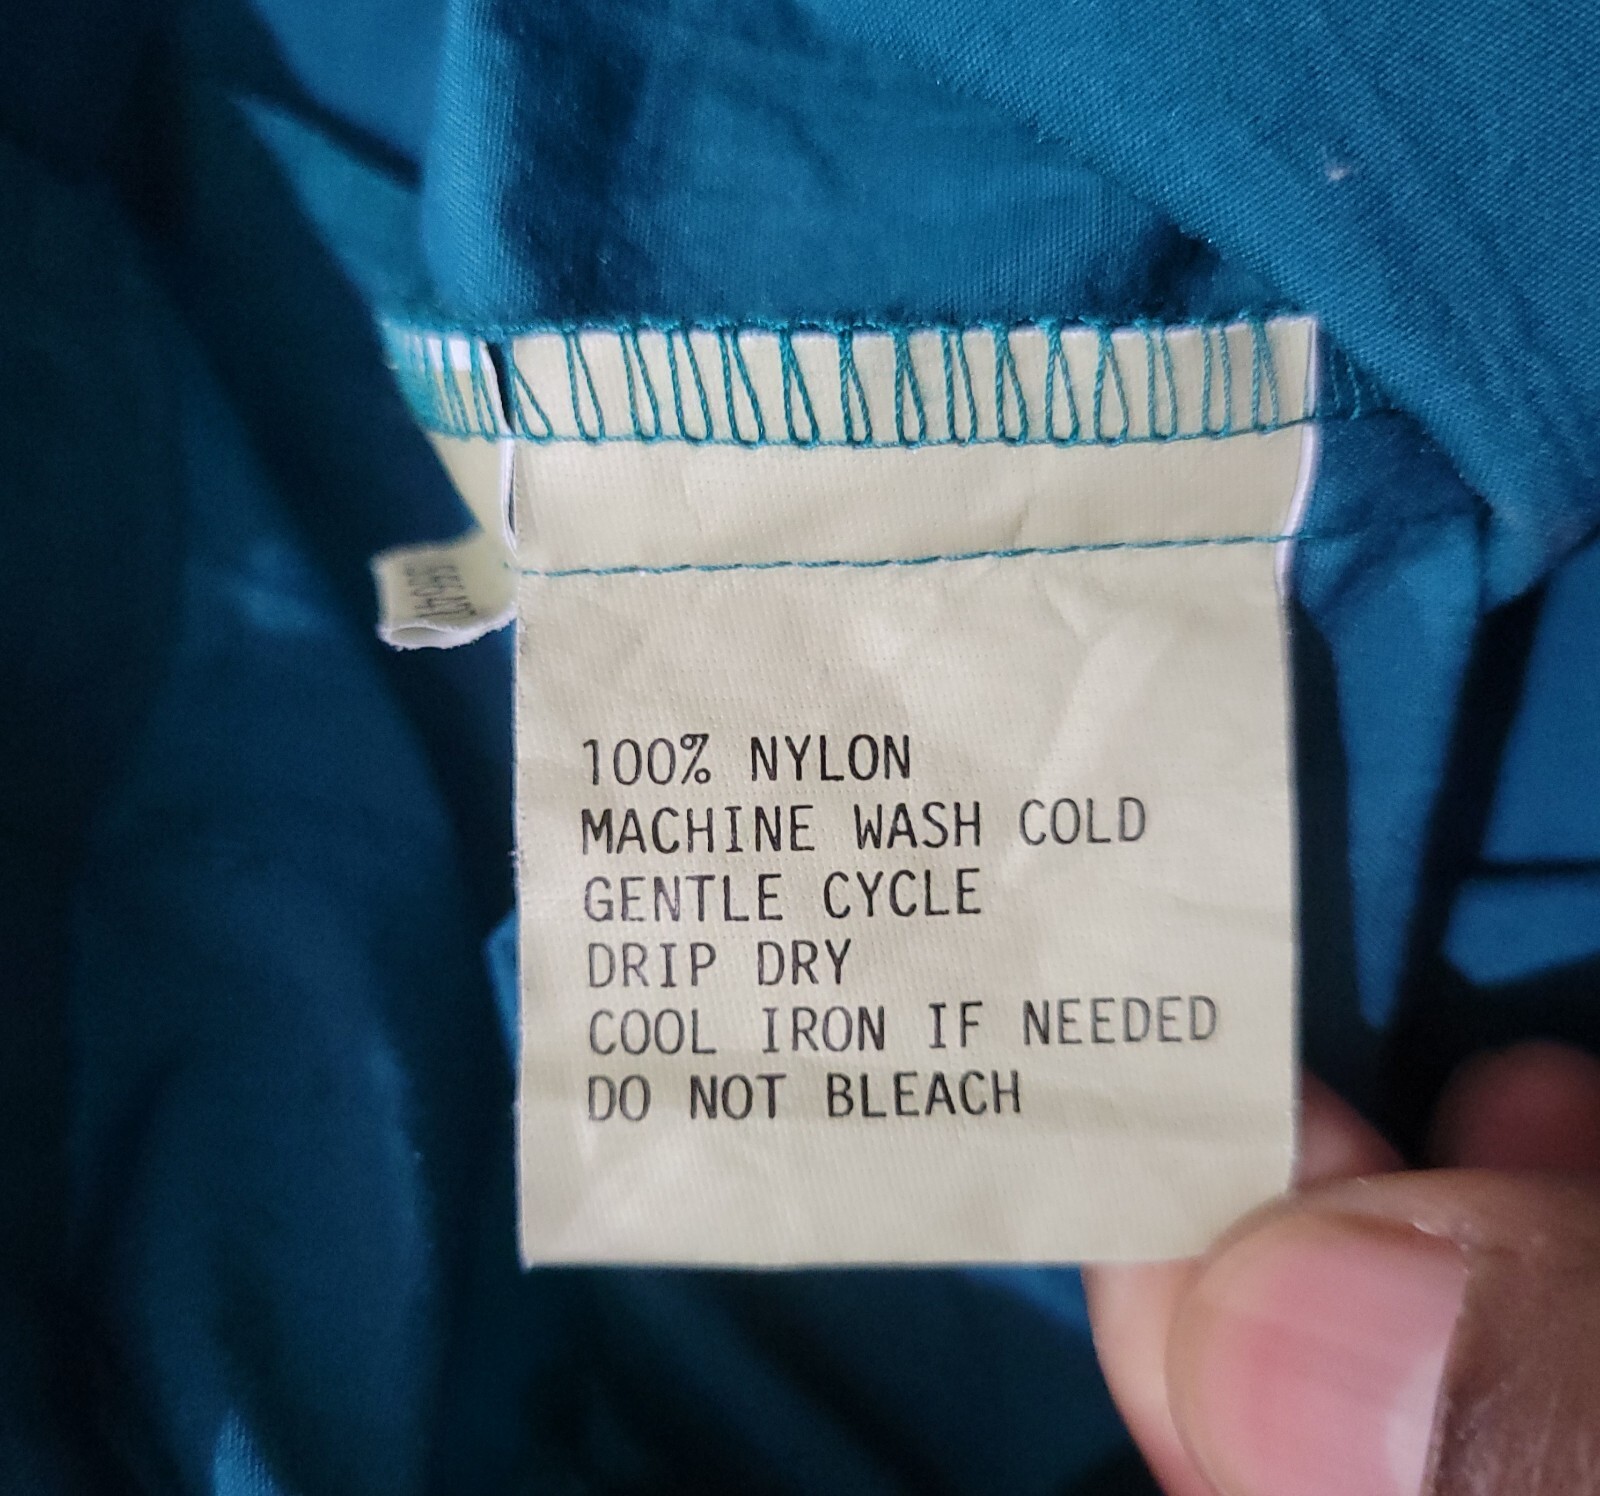 100% NYLON
MACHINE WASH COLD
GENTLE CYCLE
DRIP DRY
COOL IRON IF NEEDED
DO NOT BLEACH